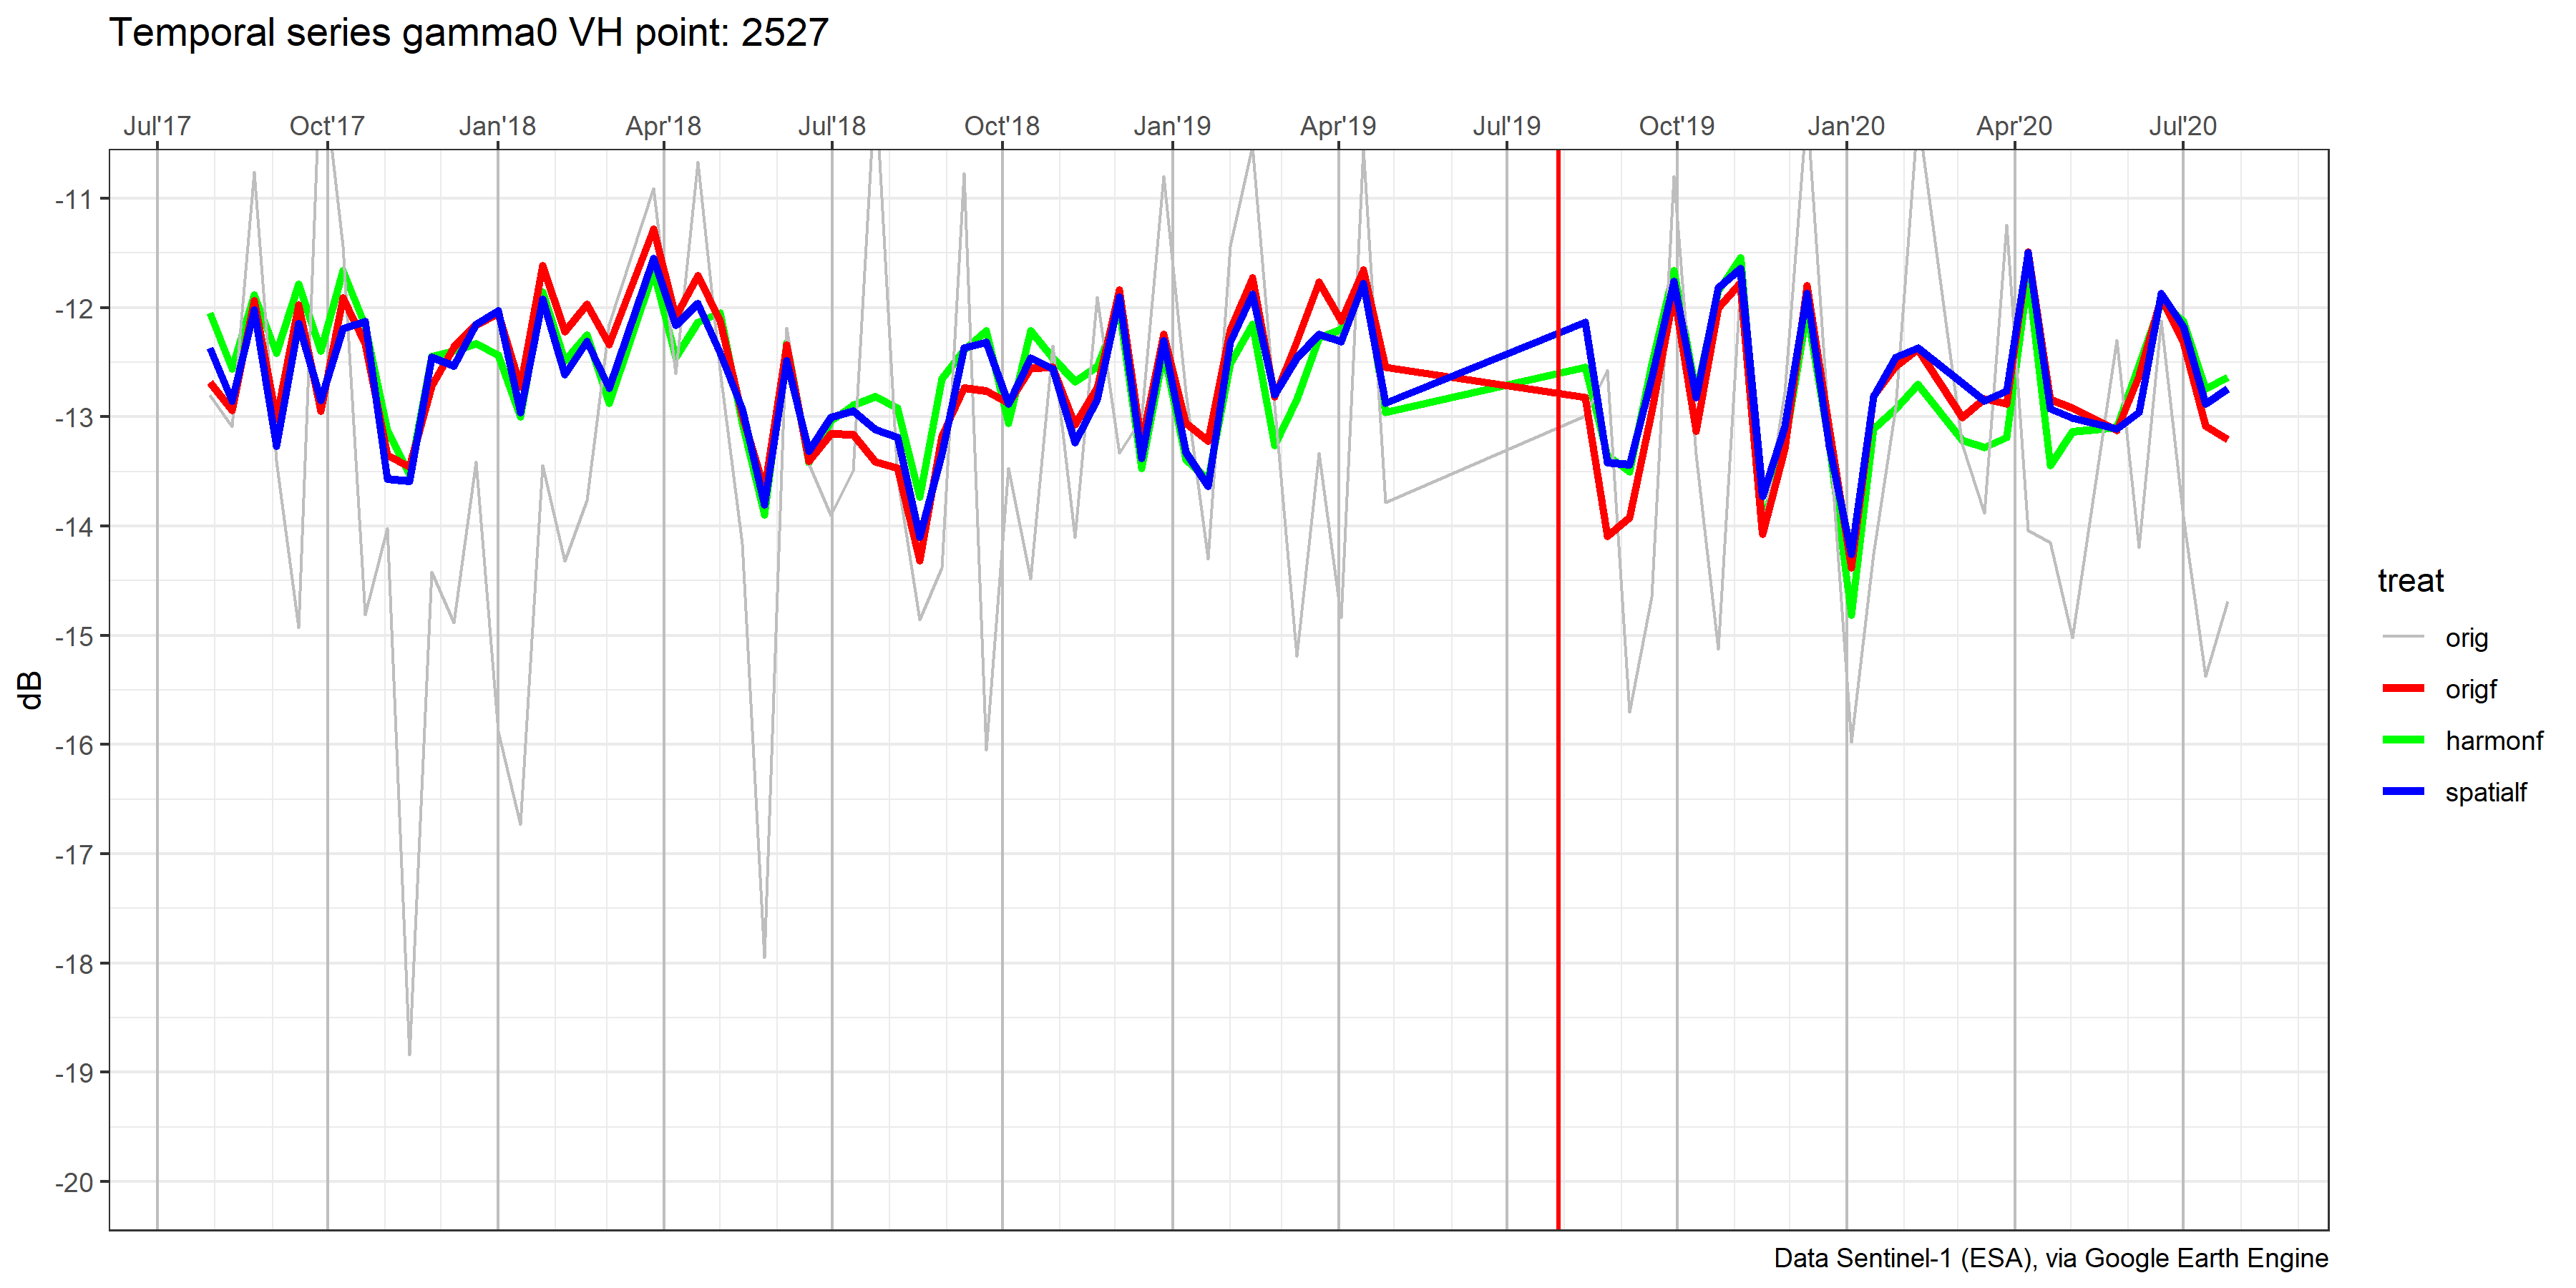 Temporal series gamma0 VH point: 2527
Jul'17 Oct'17 Jan'18 Apr'18 Jul'18 Oct'18 Jan'19 Apr'19 Jul'19 Oct'19 Jan'20 Apr'20 Jul'20
-11
-12
-13
-14
-15
-16
-17
-18
-19
-20
dB
treat
orig
origf
harmonf
spatialf
Data Sentinel-1 (ESA), via Google Earth Engine